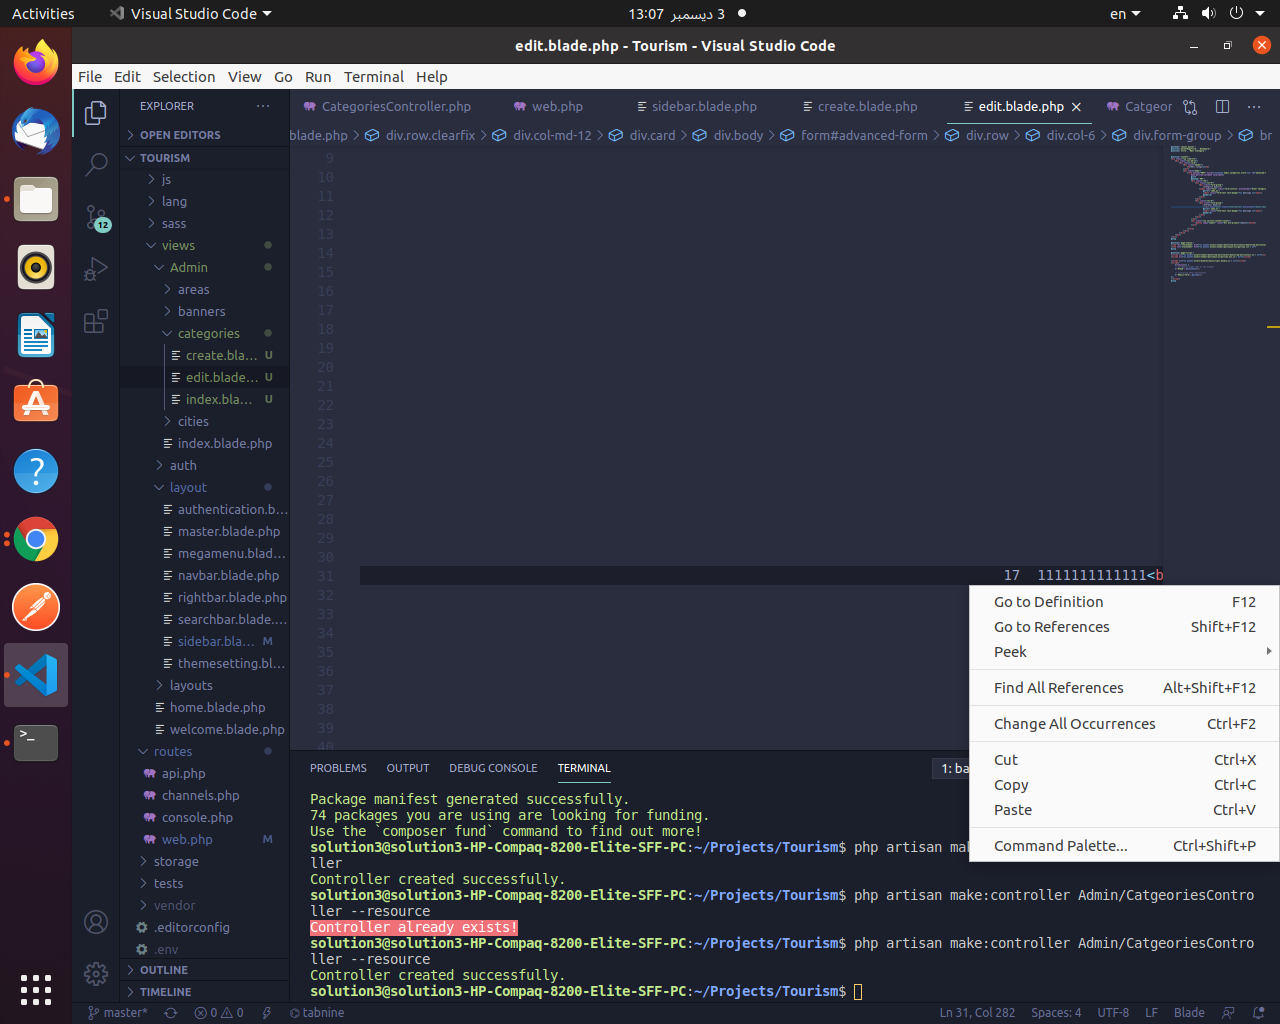 Activities
Visual Studio Code
3 ديسمبر 13:07
en
edit.blade.php - Tourism - Visual Studio Code
File Edit Selection View Go Run Terminal Help
EXPLORER
OPEN EDITORS
TOURISM
js
lang
sass
views
Admin
areas
banners
categories
create.bla... U
edit.blade... U
index.bla... U
cities
index.blade.php
auth
layout
authentication.b...
master.blade.php
megamenu.blad...
navbar.blade.php
rightbar.blade.php
searchbar.blade....
sidebar.bla... M
themesetting.bl...
layouts
home.blade.php
welcome.blade.php
routes
api.php
channels.php
console.php
web.php M
storage
tests
vendor
.editorconfig
.env
OUTLINE
TIMELINE
12
CategoriesController.php web.php sidebar.blade.php create.blade.php edit.blade.php Catgeor
blade.php > div.row.clearfix > div.col-md-12 > div.card > div.body > form#advanced-form > div.row > div.col-6 > div.form-group > br
9
10
11
12
13
14
15
16
17
18
19
20
21
22
23
24
25
26
27
28
29
30
31 17 1111111111111<b
32
33
34
35
36
37
38
39
40
Go to Definition F12
Go to References Shift+F12
Peek
Find All References Alt+Shift+F12
Change All Occurrences Ctrl+F2
Cut Ctrl+X
Copy Ctrl+C
Paste Ctrl+V
Command Palette... Ctrl+Shift+P
PROBLEMS OUTPUT DEBUG CONSOLE TERMINAL 1: ba
Package manifest generated successfully.
74 packages you are using are looking for funding.
Use the `composer fund` command to find out more!
solution3@solution3-HP-Compaq-8200-Elite-SFF-PC:~/Projects/Tourism$ php artisan ma
ller
Controller created successfully.
solution3@solution3-HP-Compaq-8200-Elite-SFF-PC:~/Projects/Tourism$ php artisan make:controller Admin/CatgeoriesContro
ller --resource
Controller already exists!
solution3@solution3-HP-Compaq-8200-Elite-SFF-PC:~/Projects/Tourism$ php artisan make:controller Admin/CatgeoriesContro
ller --resource
Controller created successfully.
solution3@solution3-HP-Compaq-8200-Elite-SFF-PC:~/Projects/Tourism$
master* 0 0 tabnine Ln 31, Col 282 Spaces: 4 UTF-8 LF Blade